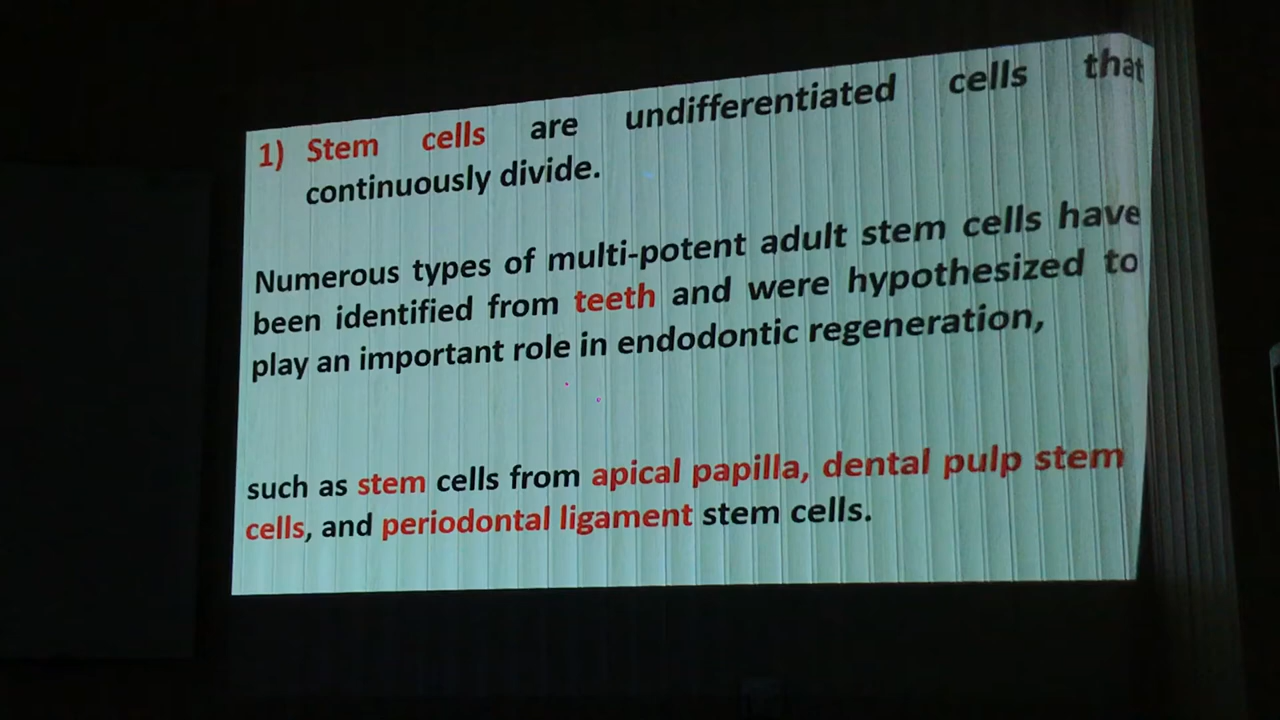 1) Stem cells are undifferentiated cells that
continuously divide.
Numerous types of multi-potent adult stem cells have
been identified from teeth and were hypothesized to
play an important role in endodontic regeneration,
such as stem cells from apical papilla, dental pulp stem
cells, and periodontal ligament stem cells.